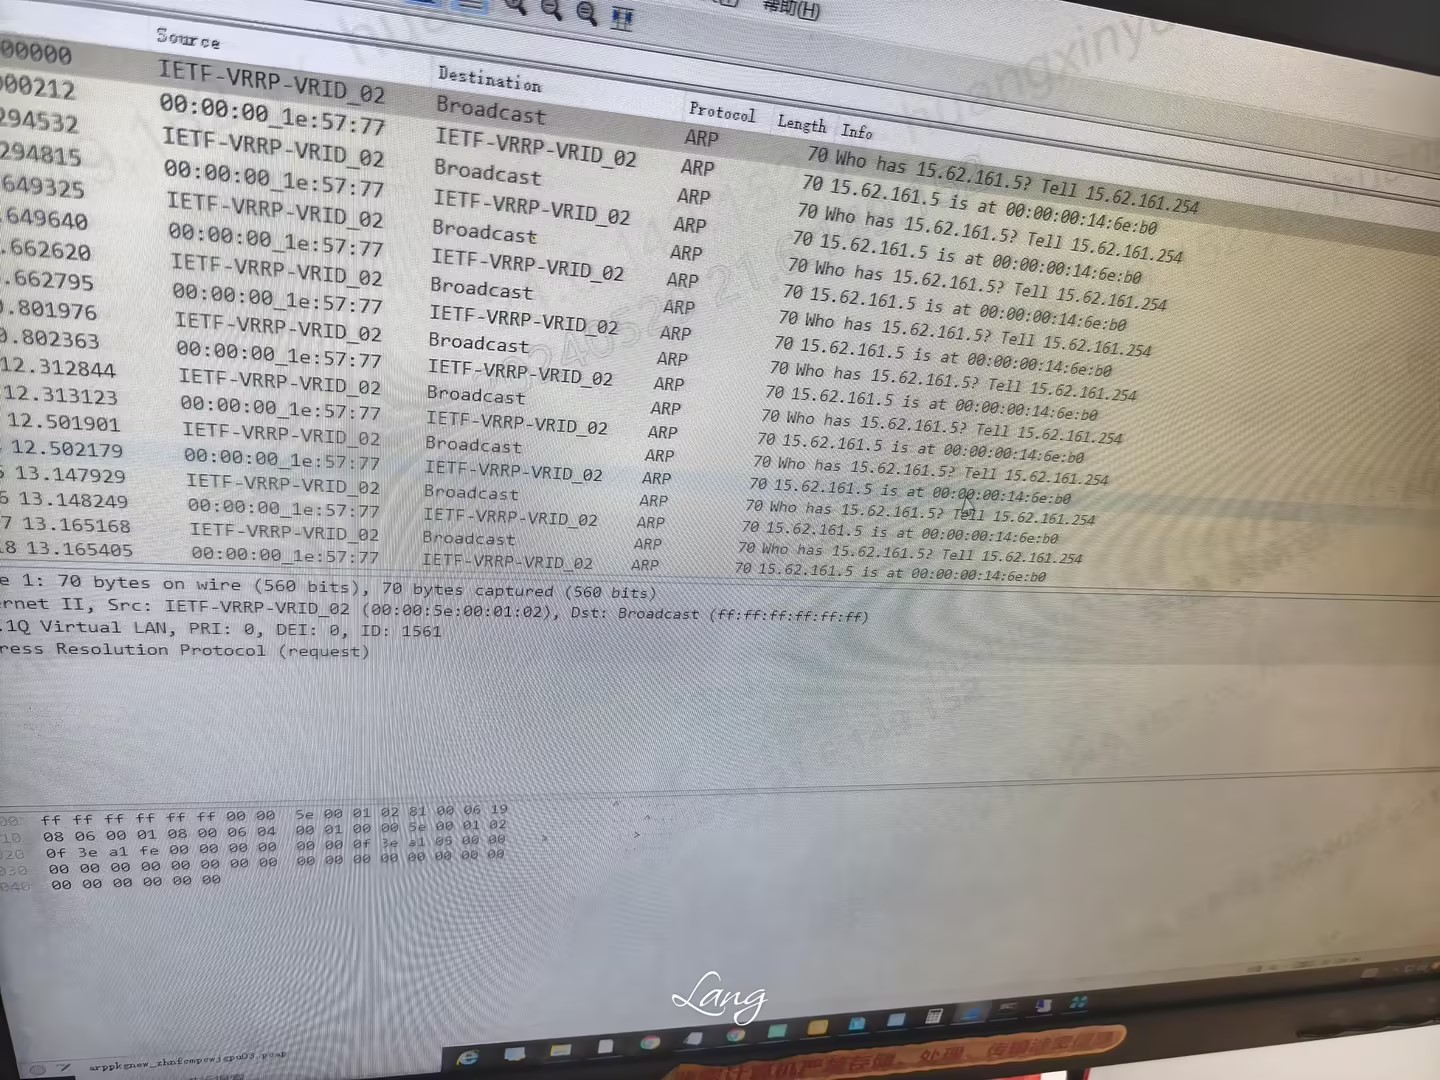 帮助(H)
Source Destination Protocol Length Info
00000 IETF-VRRP-VRID_02 Broadcast ARP 70 Who has 15.62.161.5? Tell 15.62.161.254
00212 00:00:00_1e:57:77 IETF-VRRP-VRID_02 ARP 70 15.62.161.5 is at 00:00:00:14:6e:b0
294532 IETF-VRRP-VRID_02 Broadcast ARP 70 Who has 15.62.161.5? Tell 15.62.161.254
294815 00:00:00_1e:57:77 IETF-VRRP-VRID_02 ARP 70 15.62.161.5 is at 00:00:00:14:6e:b0
649325 IETF-VRRP-VRID_02 Broadcast ARP 70 Who has 15.62.161.5? Tell 15.62.161.254
.649640 00:00:00_1e:57:77 IETF-VRRP-VRID_02 ARP 70 15.62.161.5 is at 00:00:00:14:6e:b0
.662620 IETF-VRRP-VRID_02 Broadcast ARP 70 Who has 15.62.161.5? Tell 15.62.161.254
.662795 00:00:00_1e:57:77 IETF-VRRP-VRID_02 ARP 70 15.62.161.5 is at 00:00:00:14:6e:b0
.801976 IETF-VRRP-VRID_02 Broadcast ARP 70 Who has 15.62.161.5? Tell 15.62.161.254
.802363 00:00:00_1e:57:77 IETF-VRRP-VRID_02 ARP 70 15.62.161.5 is at 00:00:00:14:6e:b0
12.312844 IETF-VRRP-VRID_02 Broadcast ARP 70 Who has 15.62.161.5? Tell 15.62.161.254
12.313123 00:00:00_1e:57:77 IETF-VRRP-VRID_02 ARP 70 15.62.161.5 is at 00:00:00:14:6e:b0
12.501901 IETF-VRRP-VRID_02 Broadcast ARP 70 Who has 15.62.161.5? Tell 15.62.161.254
12.502179 00:00:00_1e:57:77 IETF-VRRP-VRID_02 ARP 70 15.62.161.5 is at 00:00:00:14:6e:b0
13.147929 IETF-VRRP-VRID_02 Broadcast ARP 70 Who has 15.62.161.5? Tell 15.62.161.254
6 13.148249 00:00:00_1e:57:77 IETF-VRRP-VRID_02 ARP 70 15.62.161.5 is at 00:00:00:14:6e:b0
7 13.165168 IETF-VRRP-VRID_02 Broadcast ARP 70 Who has 15.62.161.5? Tell 15.62.161.254
8 13.165405 00:00:00_1e:57:77 IETF-VRRP-VRID_02 ARP 70 15.62.161.5 is at 00:00:00:14:6e:b0
e 1: 70 bytes on wire (560 bits), 70 bytes captured (560 bits)
ernet II, Src: IETF-VRRP-VRID_02 (00:00:5e:00:01:02), Dst: Broadcast (ff:ff:ff:ff:ff:ff)
.1Q Virtual LAN, PRI: 0, DEI: 0, ID: 1561
ress Resolution Protocol (request)
ff ff ff ff ff ff 00 00 5e 00 01 02 81 00 06 19
10 08 06 00 01 08 00 06 04 00 01 00 00 5e 00 01 02
020 0f 3e a1 fe 00 00 00 00 00 00 0f 3e a1 05 00 00
030 00 00 00 00 00 00 00 00 00 00 00 00 00 00 00 00
040 00 00 00 00 00 00
Lang